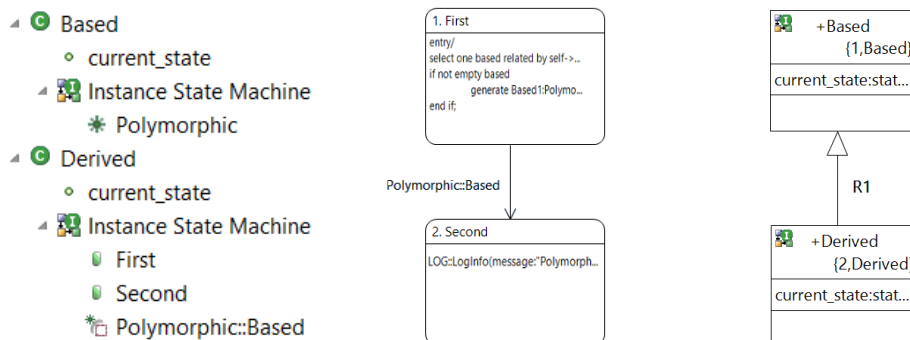 Based
current_state
Instance State Machine
Polymorphic
Derived
current_state
Instance State Machine
First
Second
Polymorphic::Based
1. First
entry/
select one based related by self->...
if not empty based
generate Based1:Polymo...
end if;
Polymorphic::Based
2. Second
LOG::LogInfo(message:"Polymorph...
+Based
{1,Based}
current_state:stat...
R1
+Derived
{2,Derived}
current_state:stat...